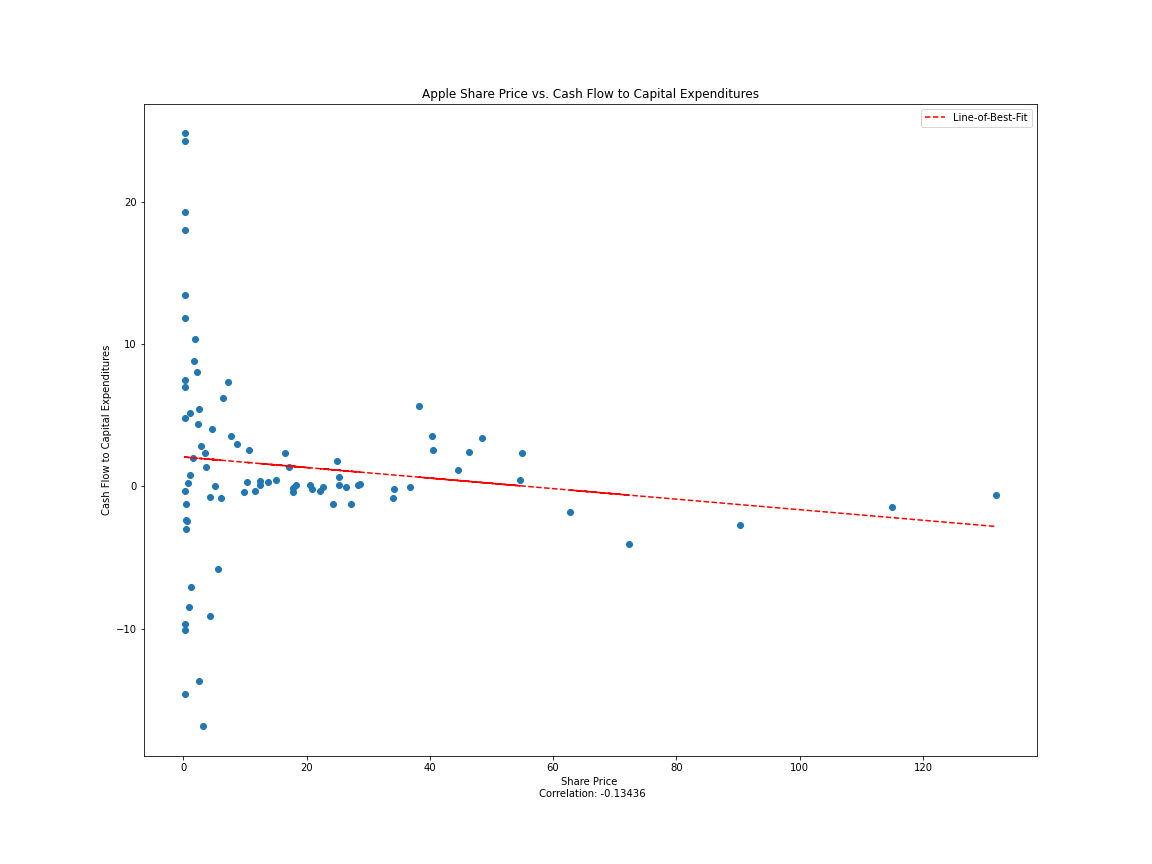 Apple Share Price vs. Cash Flow to Capital Expenditures
Line-of-Best-Fit
Cash Flow to Capital Expenditures
20
10
0
−10
0 20 40 60 80 100 120
Share Price
Correlation: -0.13436